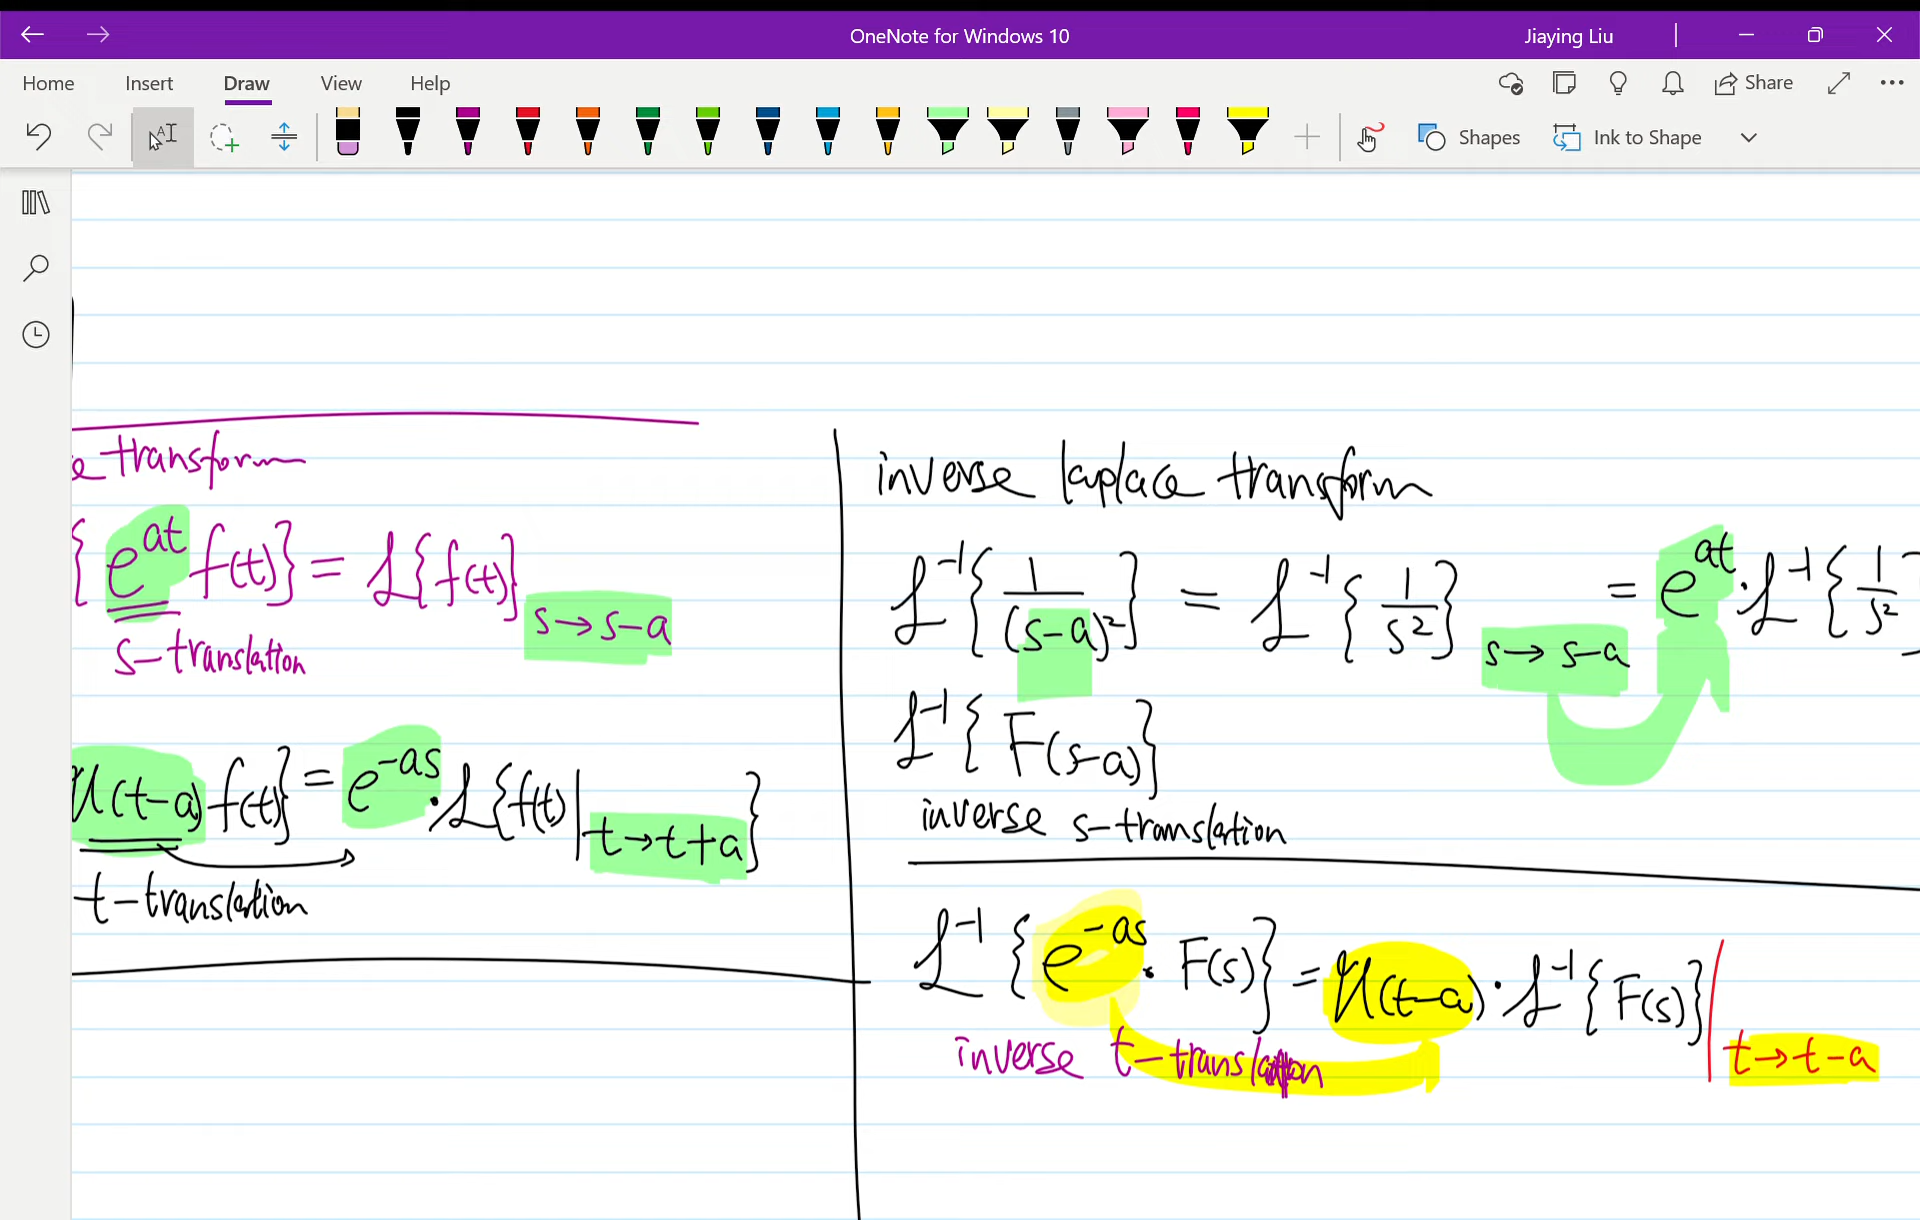 OneNote for Windows 10
Jiaying Liu
Home Insert Draw View Help
Share
Shapes
Ink to Shape
e transform
{e^{at} f(t)} = ℒ{f(t)} s→s-a
s-translation
𝒰(t-a) f(t)} = e^{-as} · ℒ{f(t)|t→t+a}
t-translation
inverse laplace transform
ℒ^{-1}{1/(s-a)^2} = ℒ^{-1}{1/s^2} s→s-a = e^{at} · ℒ^{-1}{1/s^2
ℒ^{-1}{F(s-a)}
inverse s-translation
ℒ^{-1}{e^{-as} · F(s)} = 𝒰(t-a) · ℒ^{-1}{F(s)}| t→t-a
inverse t-translation